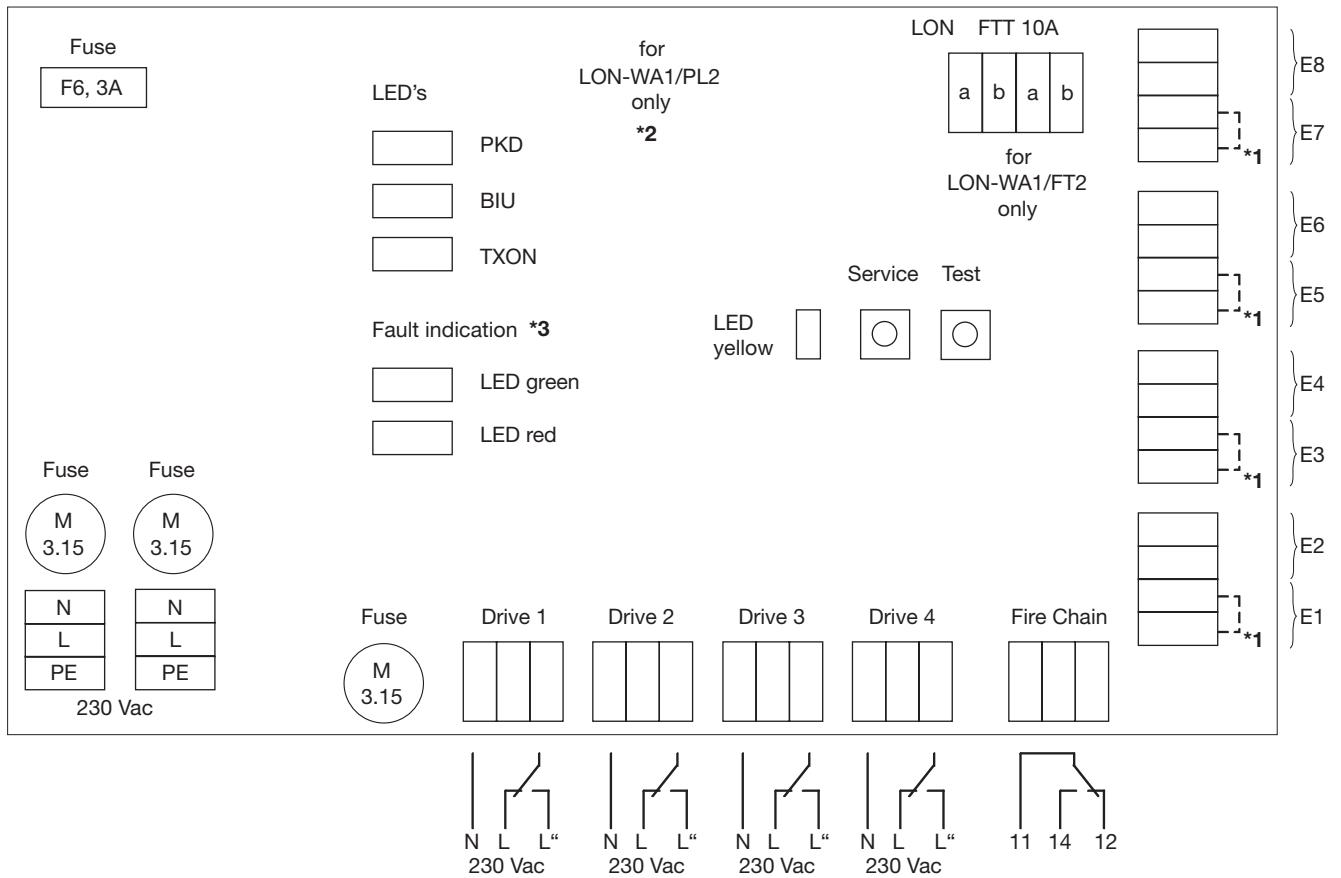 Fuse
F6, 3A
LED's
PKD
BIU
TXON
for
LON-WA1/PL2
only
*2
LON FTT 10A
a b a b
for
LON-WA1/FT2
only
E8
E7
*1
E6
E5
*1
E4
E3
*1
E2
E1
*1
Service Test
LED
yellow
Fault indication *3
LED green
LED red
Fuse Fuse
M M
3.15 3.15
N N
L L
PE PE
230 Vac
Fuse
M
3.15
Drive 1 Drive 2 Drive 3 Drive 4 Fire Chain
N L L“ N L L“ N L L“ N L L“ 11 14 12
230 Vac 230 Vac 230 Vac 230 Vac